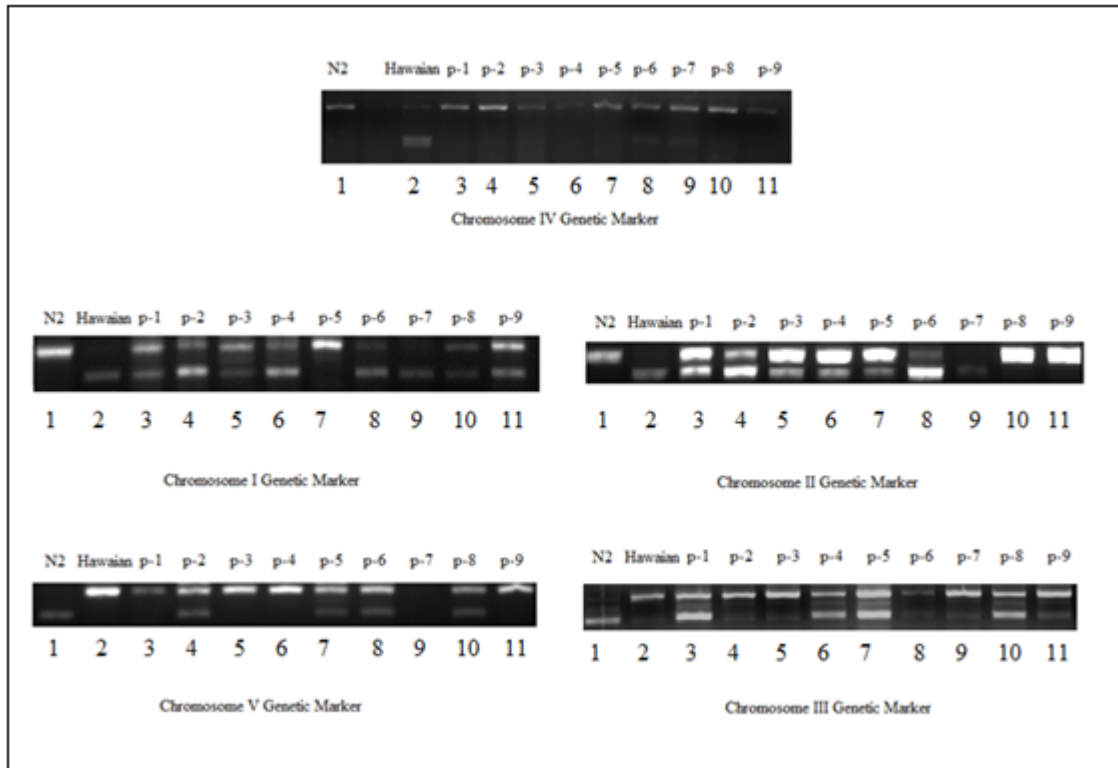 N2 Hawaian p-1 p-2 p-3 p-4 p-5 p-6 p-7 p-8 p-9
1 2 3 4 5 6 7 8 9 10 11
Chromosome IV Genetic Marker
N2 Hawaian p-1 p-2 p-3 p-4 p-5 p-6 p-7 p-8 p-9
1 2 3 4 5 6 7 8 9 10 11
Chromosome I Genetic Marker
N2 Hawaian p-1 p-2 p-3 p-4 p-5 p-6 p-7 p-8 p-9
1 2 3 4 5 6 7 8 9 10 11
Chromosome II Genetic Marker
N2 Hawaian p-1 p-2 p-3 p-4 p-5 p-6 p-7 p-8 p-9
1 2 3 4 5 6 7 8 9 10 11
Chromosome V Genetic Marker
N2 Hawaian p-1 p-2 p-3 p-4 p-5 p-6 p-7 p-8 p-9
1 2 3 4 5 6 7 8 9 10 11
Chromosome III Genetic Marker